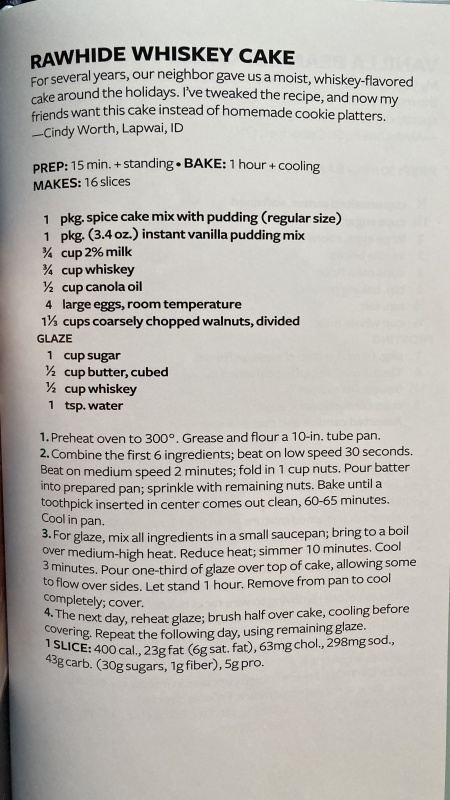 RAWHIDE WHISKEY CAKE
For several years, our neighbor gave us a moist, whiskey-flavored
cake around the holidays. I've tweaked the recipe, and now my
friends want this cake instead of homemade cookie platters.
—Cindy Worth, Lapwai, ID
PREP: 15 min. + standing • BAKE: 1 hour + cooling
MAKES: 16 slices
1 pkg. spice cake mix with pudding (regular size)
1 pkg. (3.4 oz.) instant vanilla pudding mix
¾ cup 2% milk
¾ cup whiskey
½ cup canola oil
4 large eggs, room temperature
1⅓ cups coarsely chopped walnuts, divided
GLAZE
1 cup sugar
½ cup butter, cubed
½ cup whiskey
1 tsp. water
1. Preheat oven to 300°. Grease and flour a 10-in. tube pan.
2. Combine the first 6 ingredients; beat on low speed 30 seconds.
Beat on medium speed 2 minutes; fold in 1 cup nuts. Pour batter
into prepared pan; sprinkle with remaining nuts. Bake until a
toothpick inserted in center comes out clean, 60-65 minutes.
Cool in pan.
3. For glaze, mix all ingredients in a small saucepan; bring to a boil
over medium-high heat. Reduce heat; simmer 10 minutes. Cool
3 minutes. Pour one-third of glaze over top of cake, allowing some
to flow over sides. Let stand 1 hour. Remove from pan to cool
completely; cover.
4. The next day, reheat glaze; brush half over cake, cooling before
covering. Repeat the following day, using remaining glaze.
1 SLICE: 400 cal., 23g fat (6g sat. fat), 63mg chol., 298mg sod.,
43g carb. (30g sugars, 1g fiber), 5g pro.